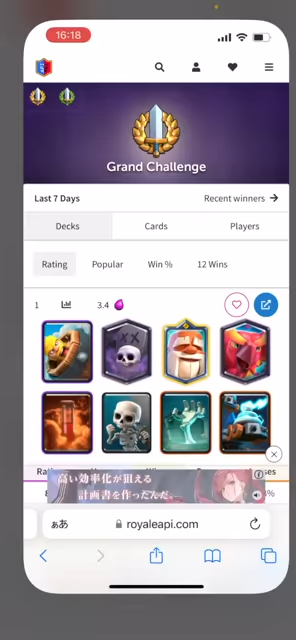 16:18
Grand Challenge
Last 7 Days
Recent winners →
Decks Cards Players
Rating Popular Win % 12 Wins
1 3.4
高い効率化が狙える
計画書を作ったんだ。
ぁあ royaleapi.com